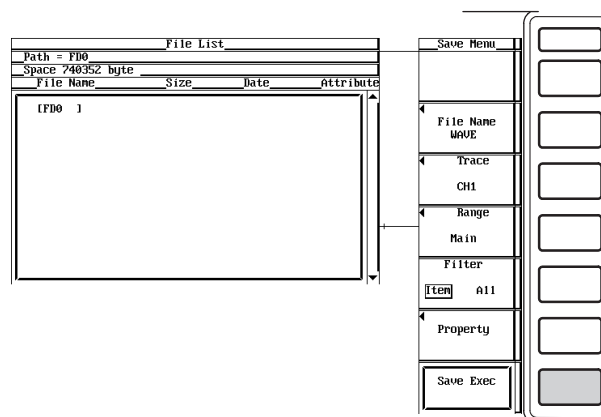 File List
Path = FD0
Space 740352 byte
File Name Size Date Attribute
[FD0 ]
Save Menu
File Name
WAVE
Trace
CH1
Range
Main
Filter
Item All
Property
Save Exec